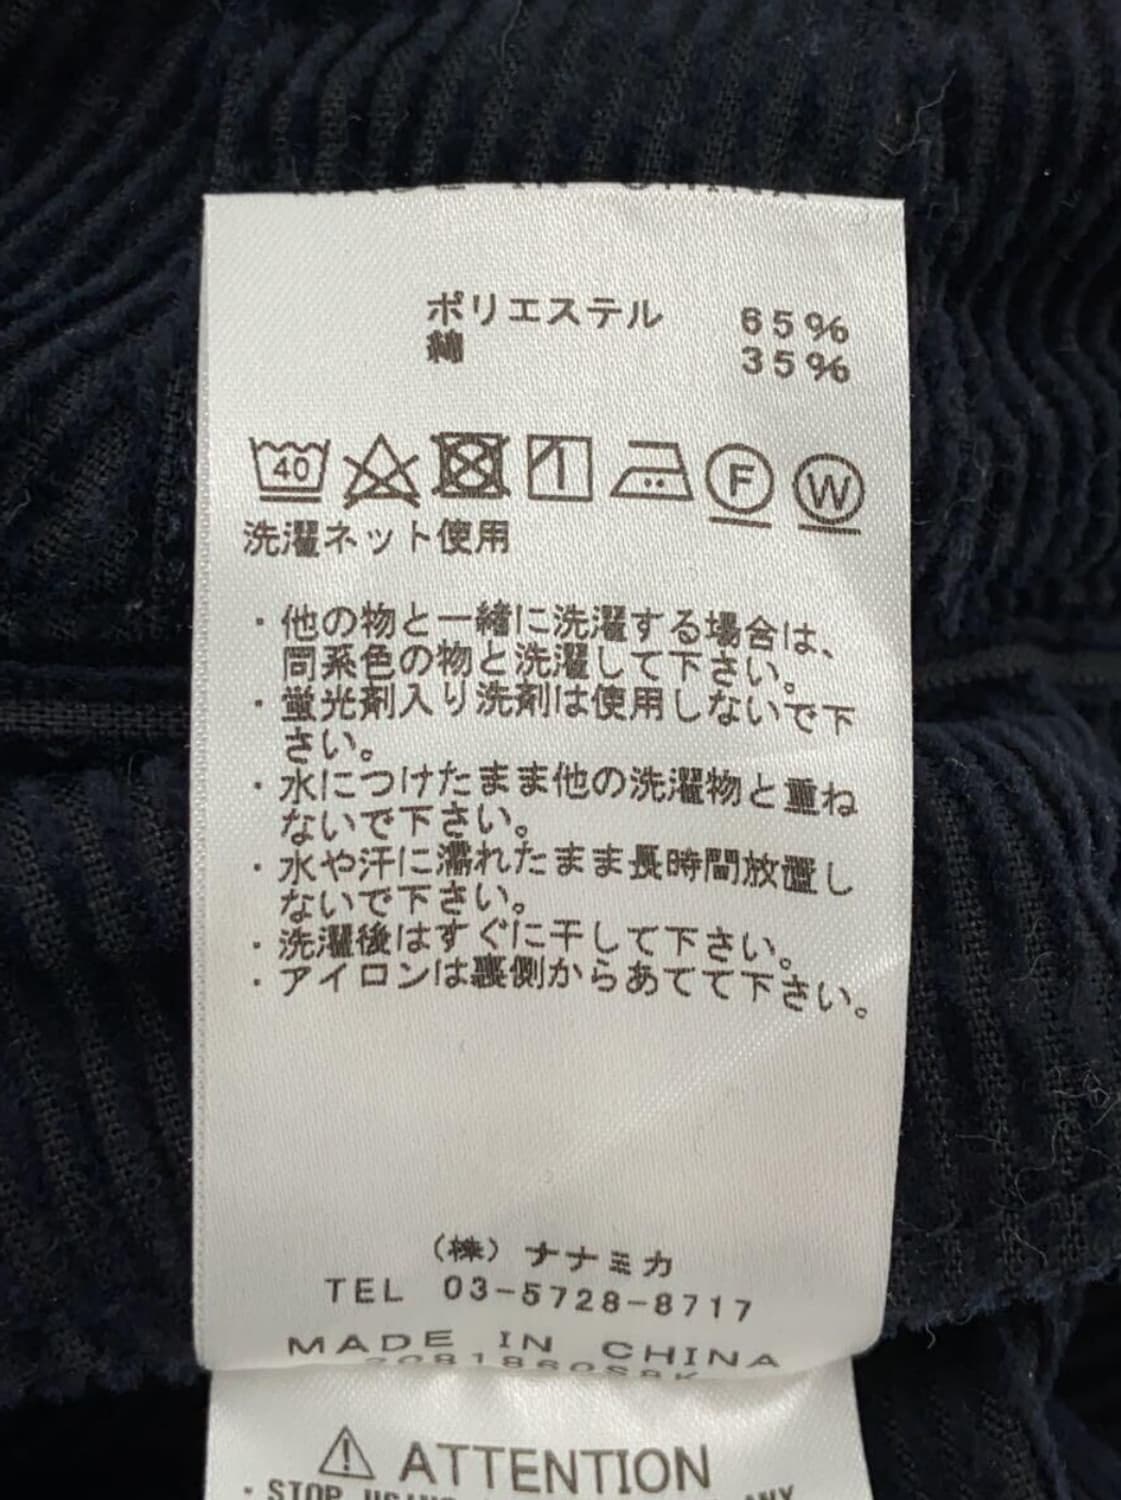 ポリエステル 65%
綿 35%
40 F W
洗濯ネット使用
・他の物と一緒に洗濯する場合は、
同系色の物と洗濯して下さい。
・蛍光剤入り洗剤は使用しないで下
さい。
・水につけたまま他の洗濯物と重ね
ないで下さい。
・水や汗に濡れたまま長時間放置し
ないで下さい。
・洗濯後はすぐに干して下さい。
・アイロンは裏側からあてて下さい。
(株) ナナミカ
TEL 03-5728-8717
MADE IN CHINA
ATTENTION
・STOP USING ANY